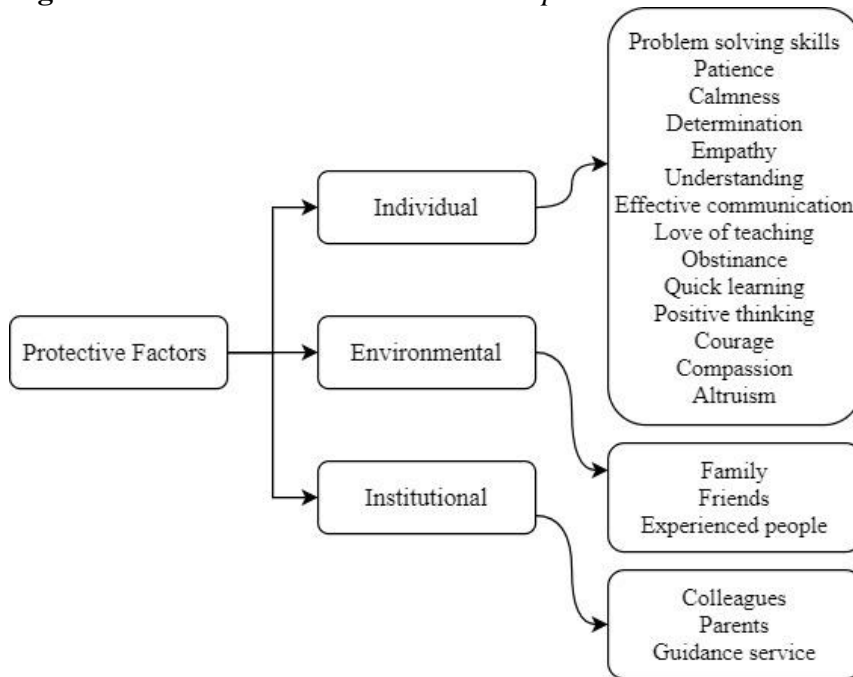 Protective Factors
Individual
Environmental
Institutional
Problem solving skills
Patience
Calmness
Determination
Empathy
Understanding
Effective communication
Love of teaching
Obstinance
Quick learning
Positive thinking
Courage
Compassion
Altruism
Family
Friends
Experienced people
Colleagues
Parents
Guidance service